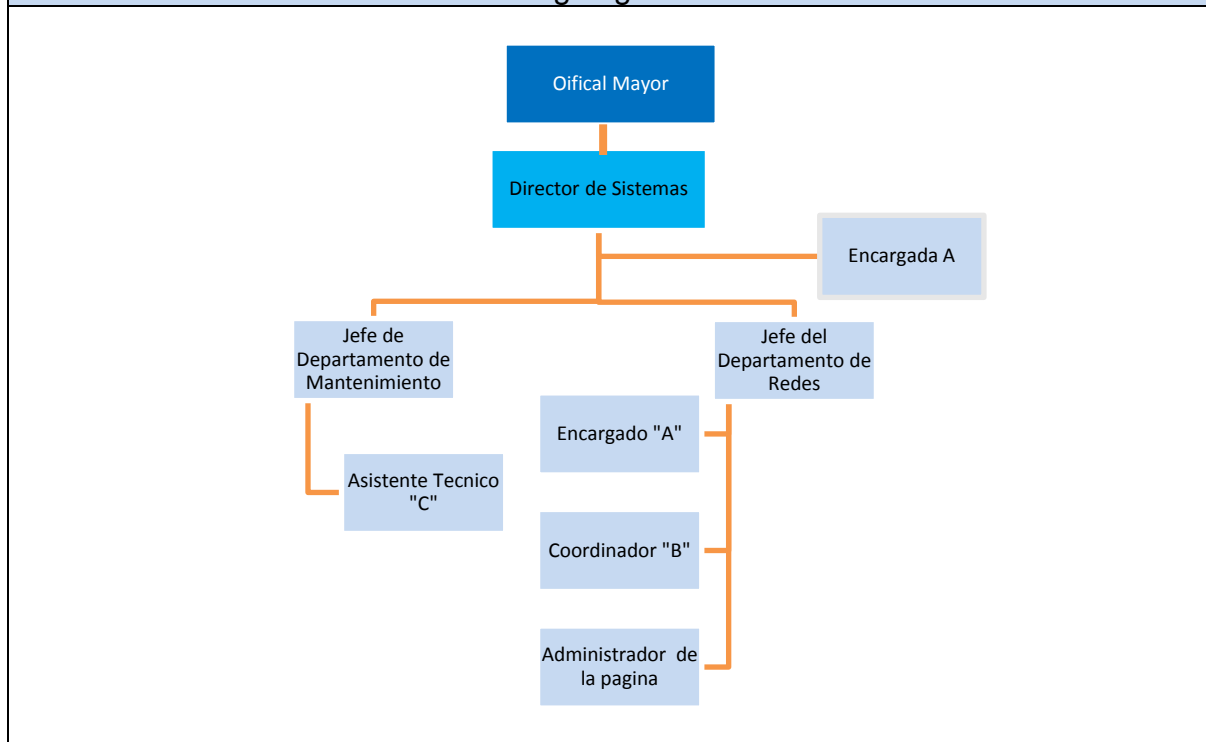 Oifical Mayor
Director de Sistemas
Encargada A
Jefe de
Departamento de
Mantenimiento
Jefe del
Departamento de
Redes
Encargado "A"
Asistente Tecnico
"C"
Coordinador "B"
Administrador de
la pagina